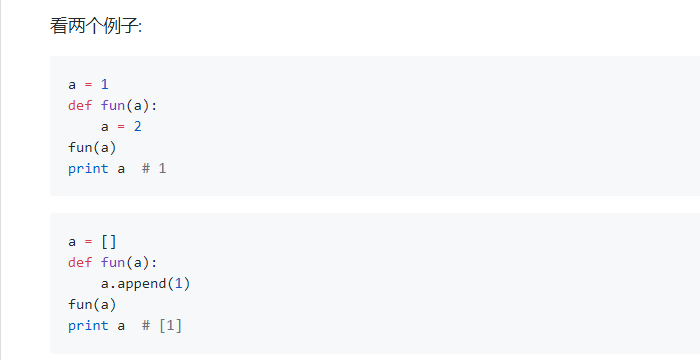 看两个例子:
a = 1
def fun(a):
    a = 2
fun(a)
print a  # 1
a = []
def fun(a):
    a.append(1)
fun(a)
print a  # [1]